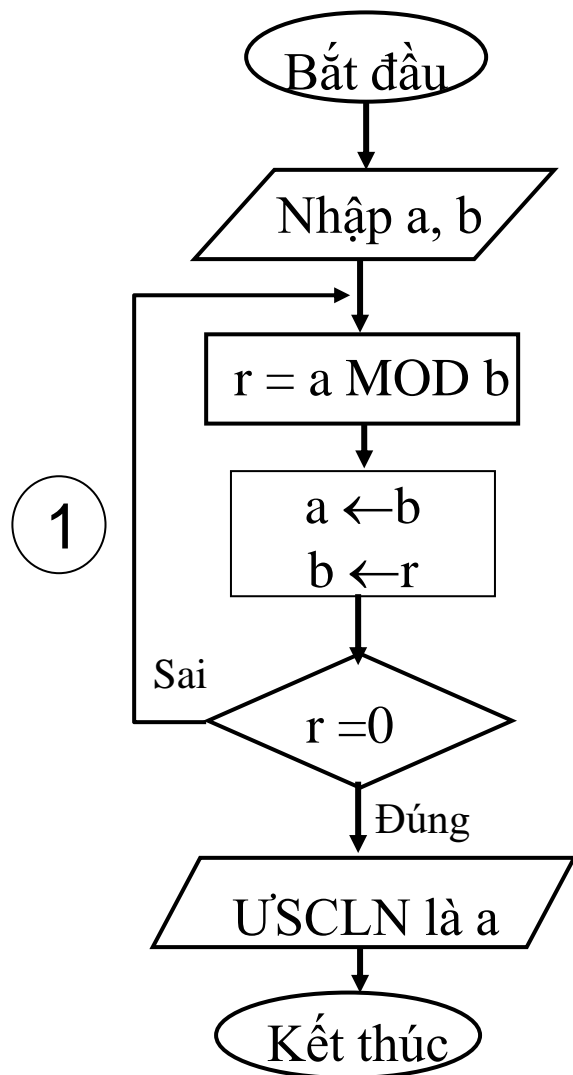 Bắt đầu
Nhập a, b
r = a MOD b
1
a ←b
b ←r
Sai
r =0
Đúng
ƯSCLN là a
Kết thúc